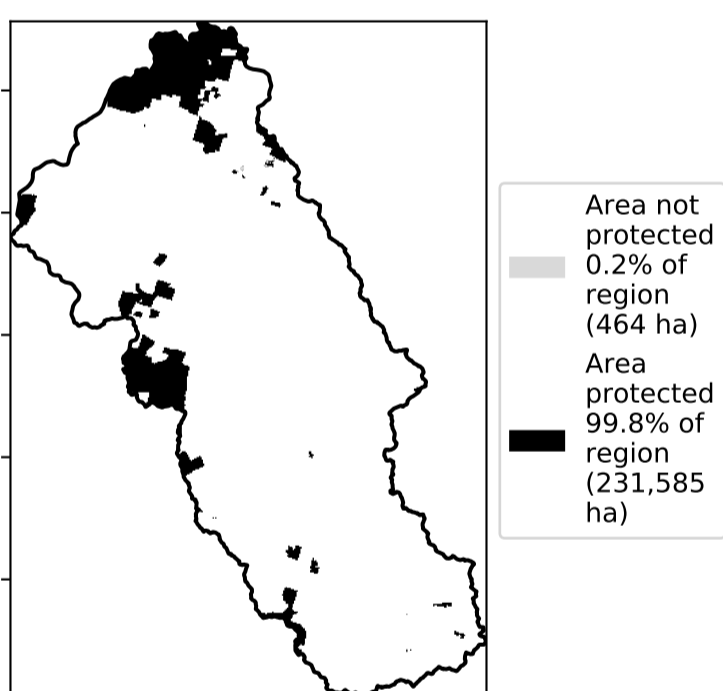 Area not
protected
0.2% of
region
(464 ha)
Area
protected
99.8% of
region
(231,585
ha)